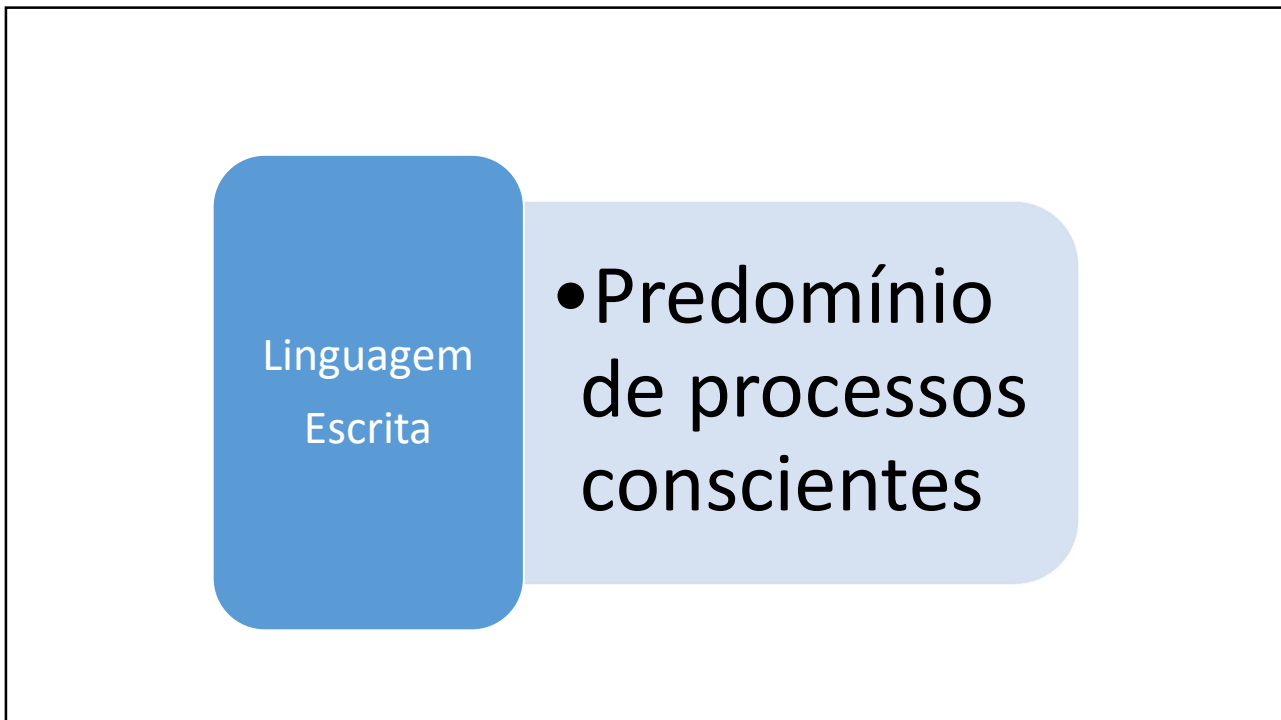 Linguagem
Escrita
•Predomínio
de processos
conscientes